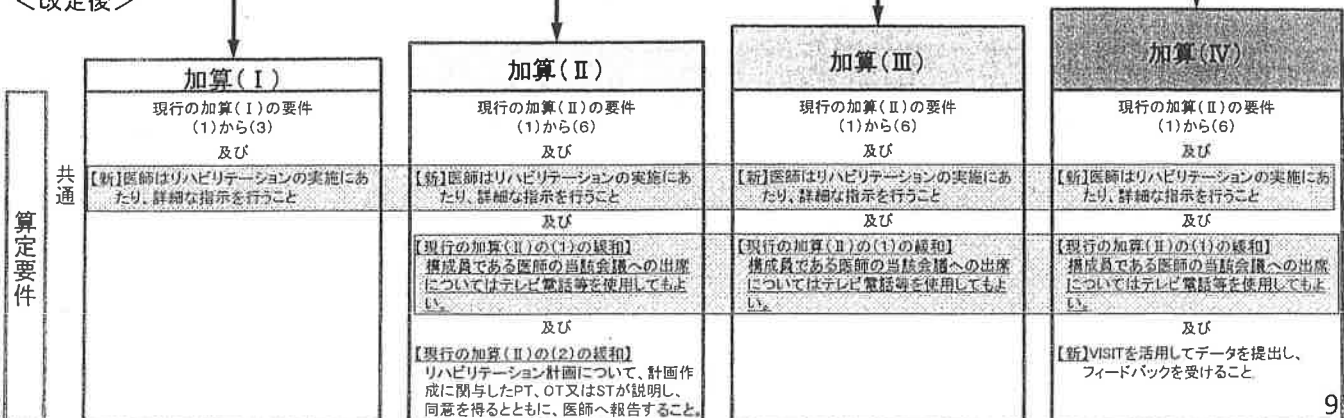 ＜改定後＞
加算(Ⅰ)
現行の加算(Ⅰ)の要件
(1)から(3)
及び
【新】医師はリハビリテーションの実施にあ
たり、詳細な指示を行うこと
加算(Ⅱ)
現行の加算(Ⅱ)の要件
(1)から(6)
及び
【新】医師はリハビリテーションの実施にあ
たり、詳細な指示を行うこと
及び
【現行の加算(Ⅱ)の(1)の緩和】
構成員である医師の当該会議への出席
についてはテレビ電話等を使用してもよ
い。
及び
【現行の加算(Ⅱ)の(2)の緩和】
リハビリテーション計画について、計画作
成に関与したPT、OT又はSTが説明し、
同意を得るとともに、医師へ報告すること。
加算(Ⅲ)
現行の加算(Ⅱ)の要件
(1)から(6)
及び
【新】医師はリハビリテーションの実施にあ
たり、詳細な指示を行うこと
及び
【現行の加算(Ⅱ)の(1)の緩和】
構成員である医師の当該会議への出席
についてはテレビ電話等を使用してもよ
い。
加算(Ⅳ)
現行の加算(Ⅱ)の要件
(1)から(6)
及び
【新】医師はリハビリテーションの実施にあ
たり、詳細な指示を行うこと
及び
【現行の加算(Ⅱ)の(1)の緩和】
構成員である医師の当該会議への出席
についてはテレビ電話等を使用してもよ
い。
及び
【新】VISITを活用してデータを提出し、
フィードバックを受けること
算定要件
共通
9